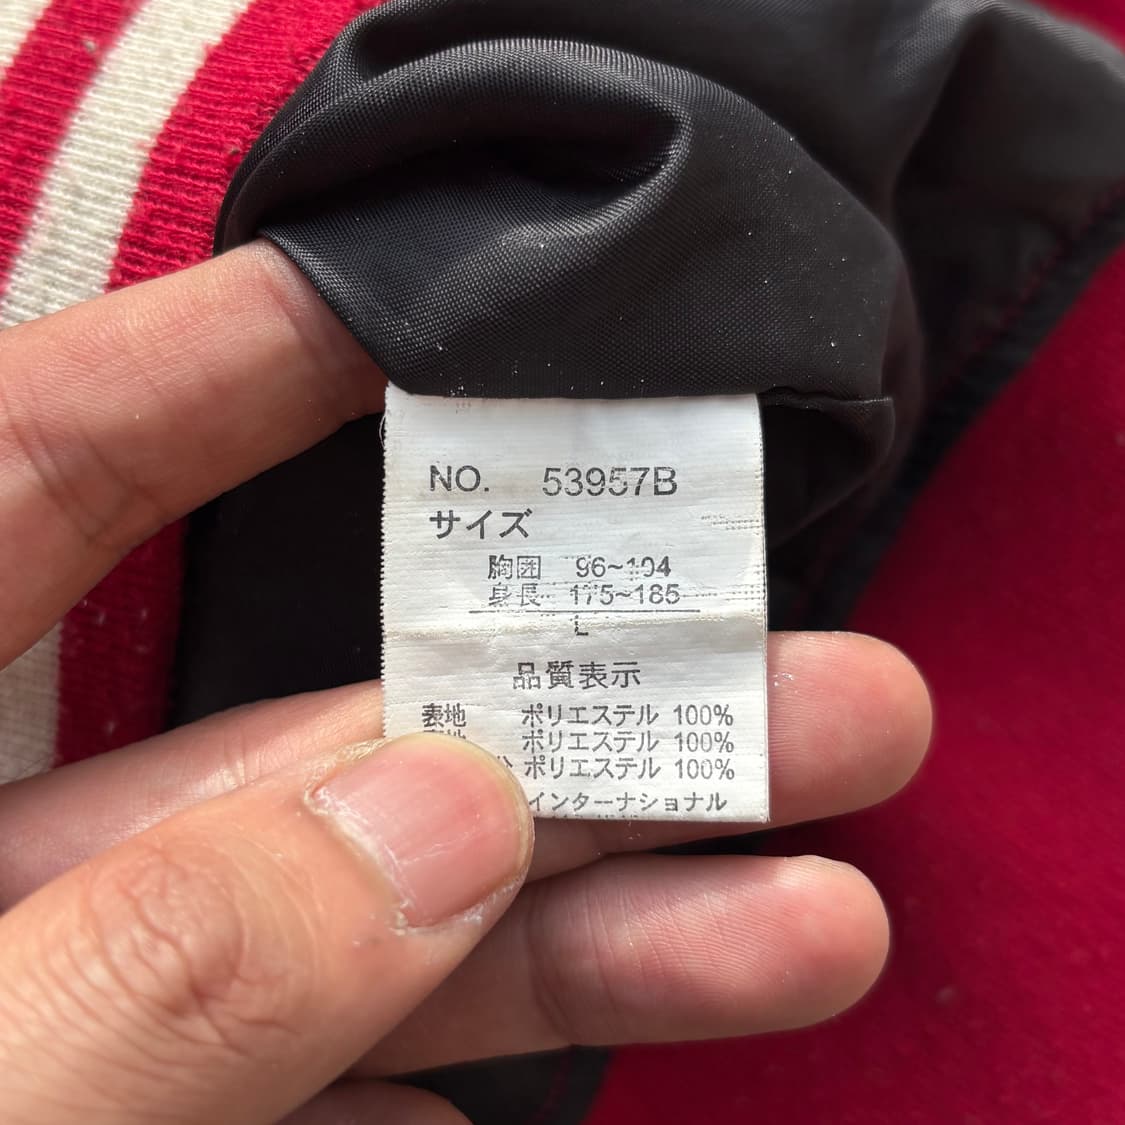 NO. 53957B
サイズ
胸囲 96~104
身長 175~185
L
品質表示
表地 ポリエステル 100%
ポリエステル 100%
ポリエステル 100%
インターナショナル